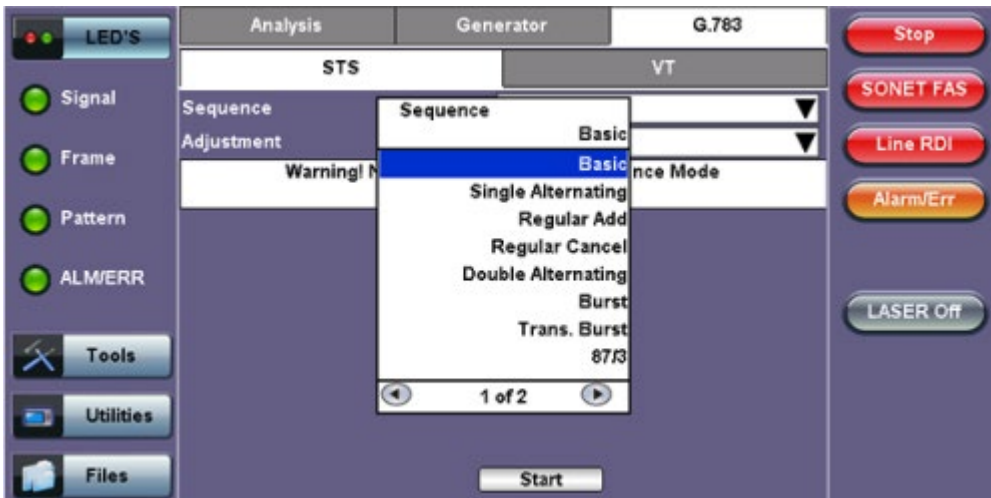 LED'S
Analysis
Generator
G.783
Stop
STS
VT
Signal
Sequence
Sequence
SONET FAS
Basic
Adjustment
Line RDI
Frame
Warning!
Basic
nce Mode
Single Alternating
Alarm/Err
Pattern
Regular Add
Regular Cancel
ALM/ERR
Double Alternating
Burst
LASER Off
Trans. Burst
Tools
87/3
1 of 2
Utilities
Files
Start